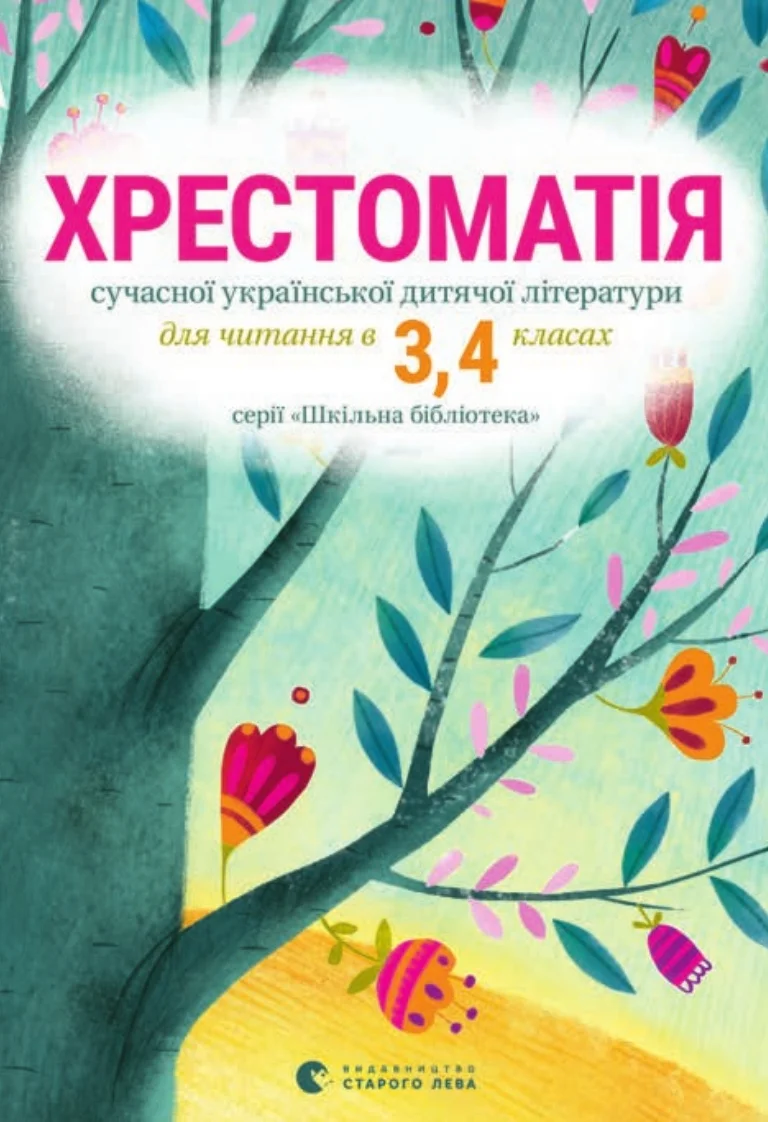 ХРЕСТОМАТІЯ
сучасної української дитячої літератури
для читання в 3, 4 класах
серії «Шкільна бібліотека»
ВИДАВНИЦТВО
СТАРОГО ЛЕВА